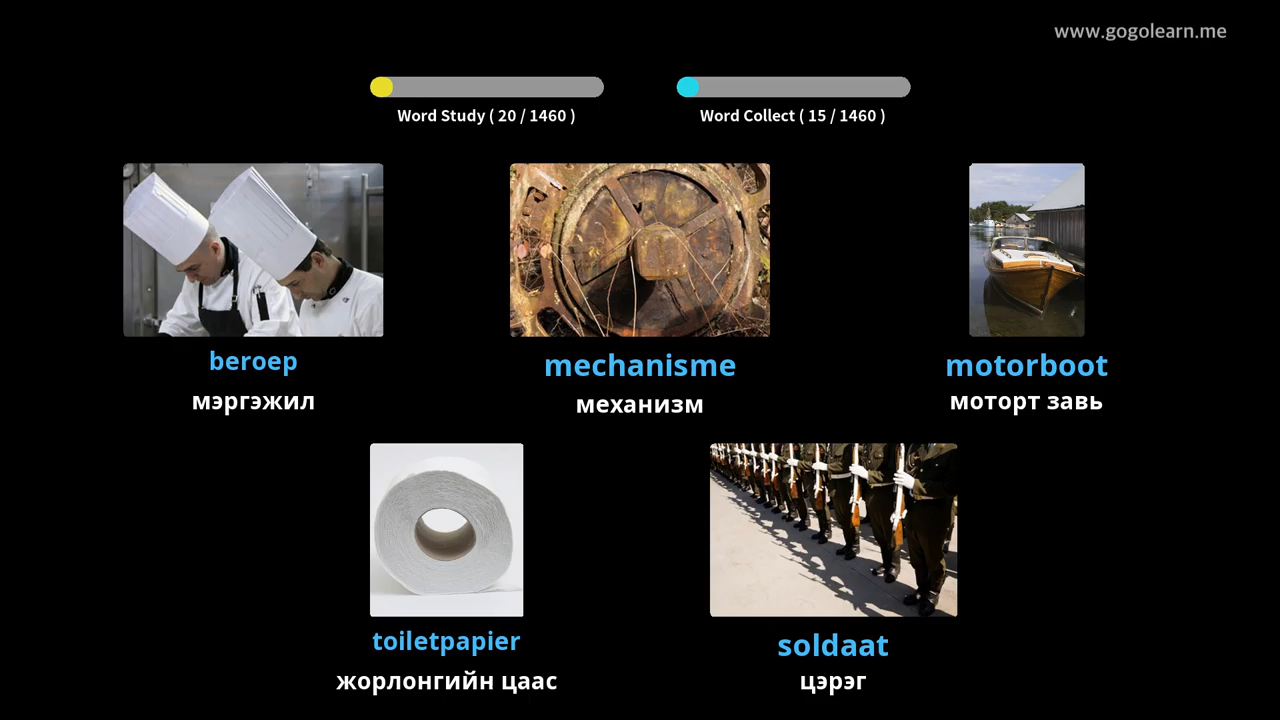 www.gogolearn.me
Word Study ( 20 / 1460 )
Word Collect ( 15 / 1460 )
beroep
мэргэжил
mechanisme
механизм
motorboot
моторт завь
toiletpapier
жорлонгийн цаас
soldaat
цэрэг